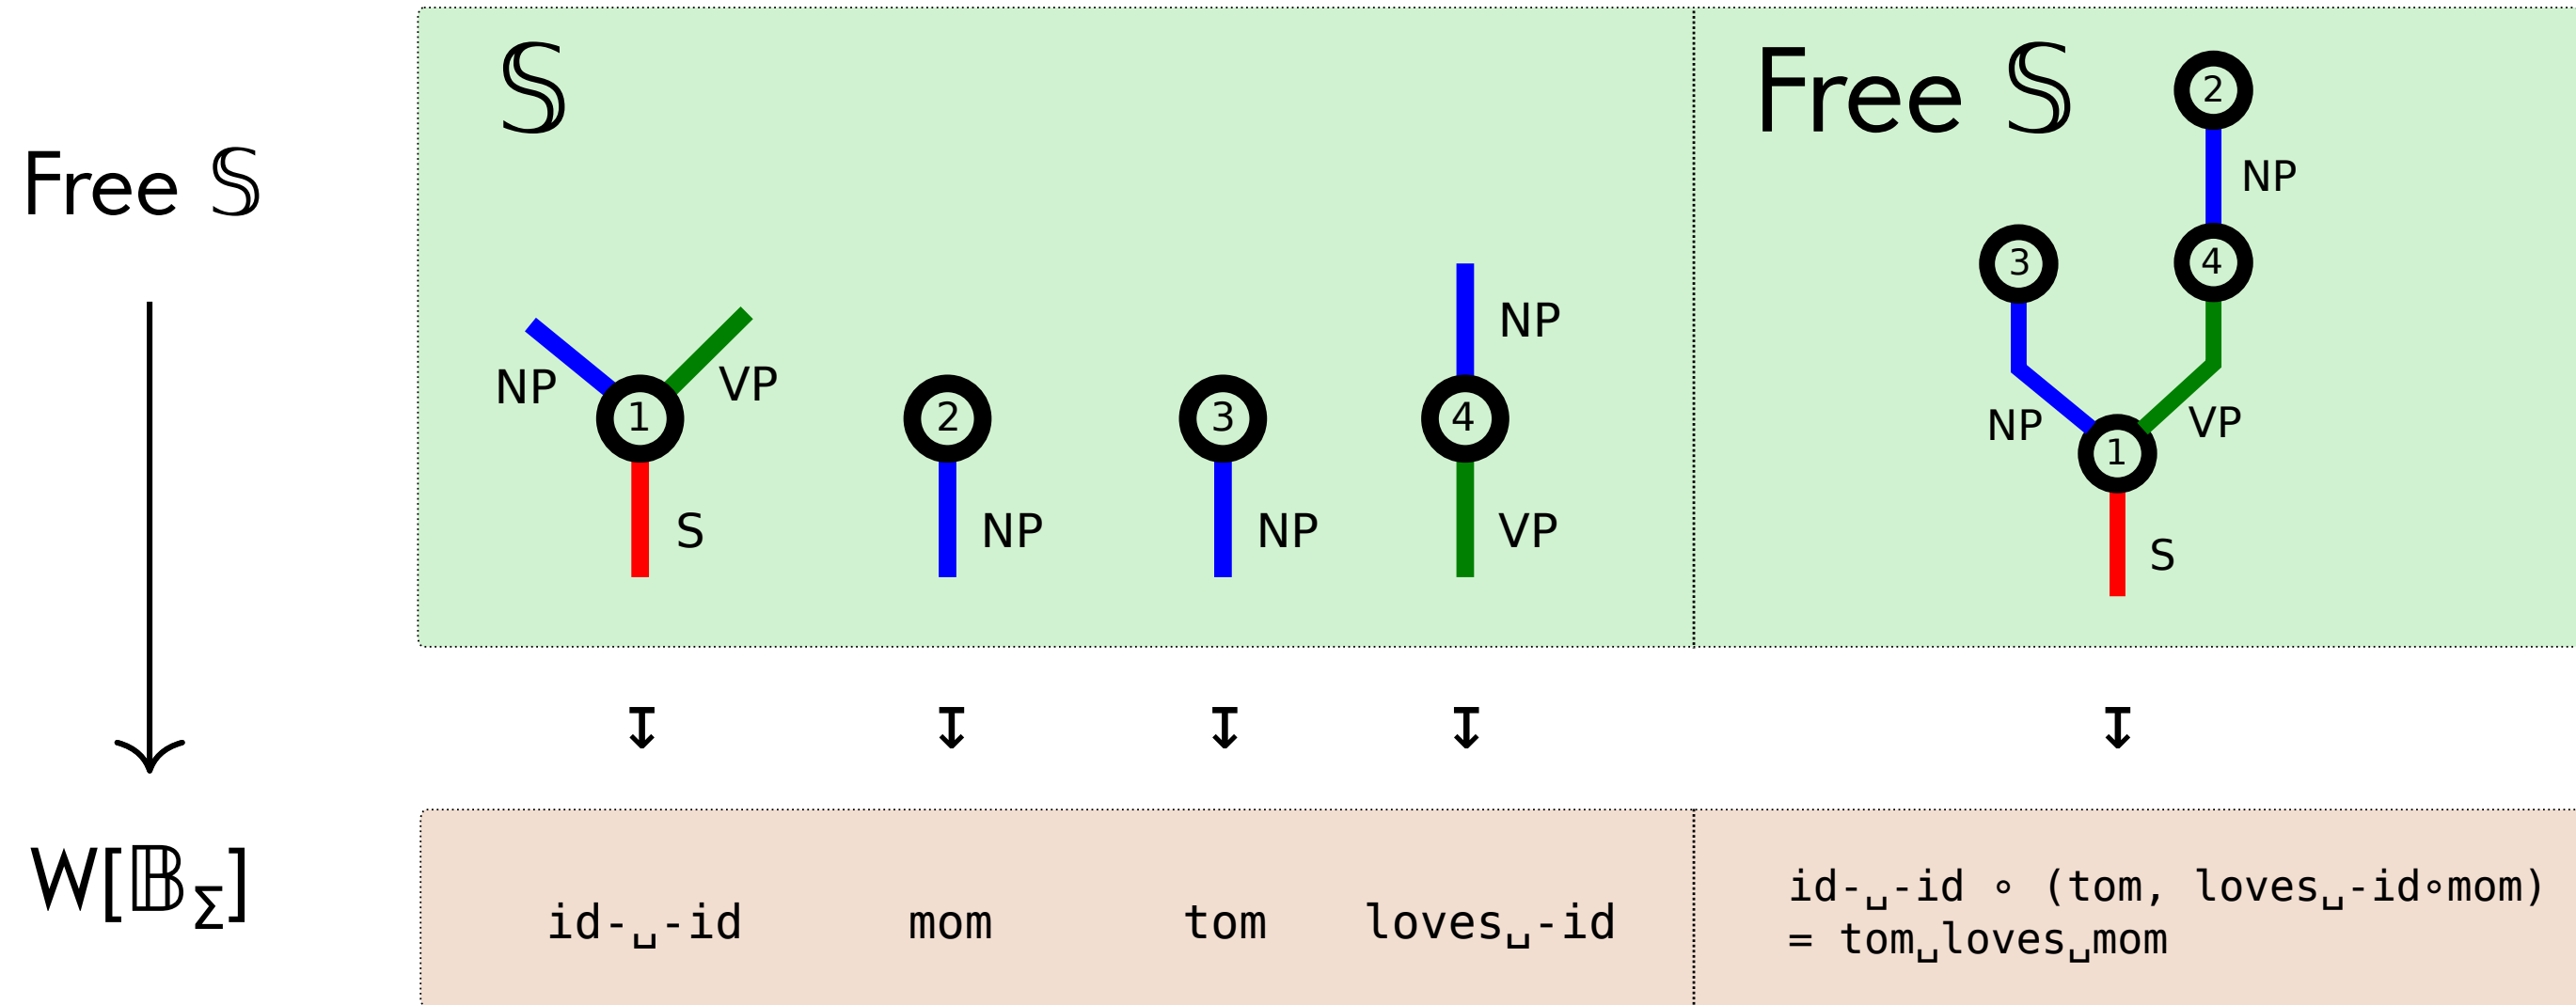 Free 𝕊
W[𝔹Σ]
𝕊
NP
VP
1
S
2
NP
3
NP
NP
4
VP
Free 𝕊
2
NP
3
4
NP
VP
1
S
↧ ↧ ↧ ↧ ↧
id-␣-id
mom
tom
loves␣-id
id-␣-id ∘ (tom, loves␣-id∘mom)
= tom␣loves␣mom